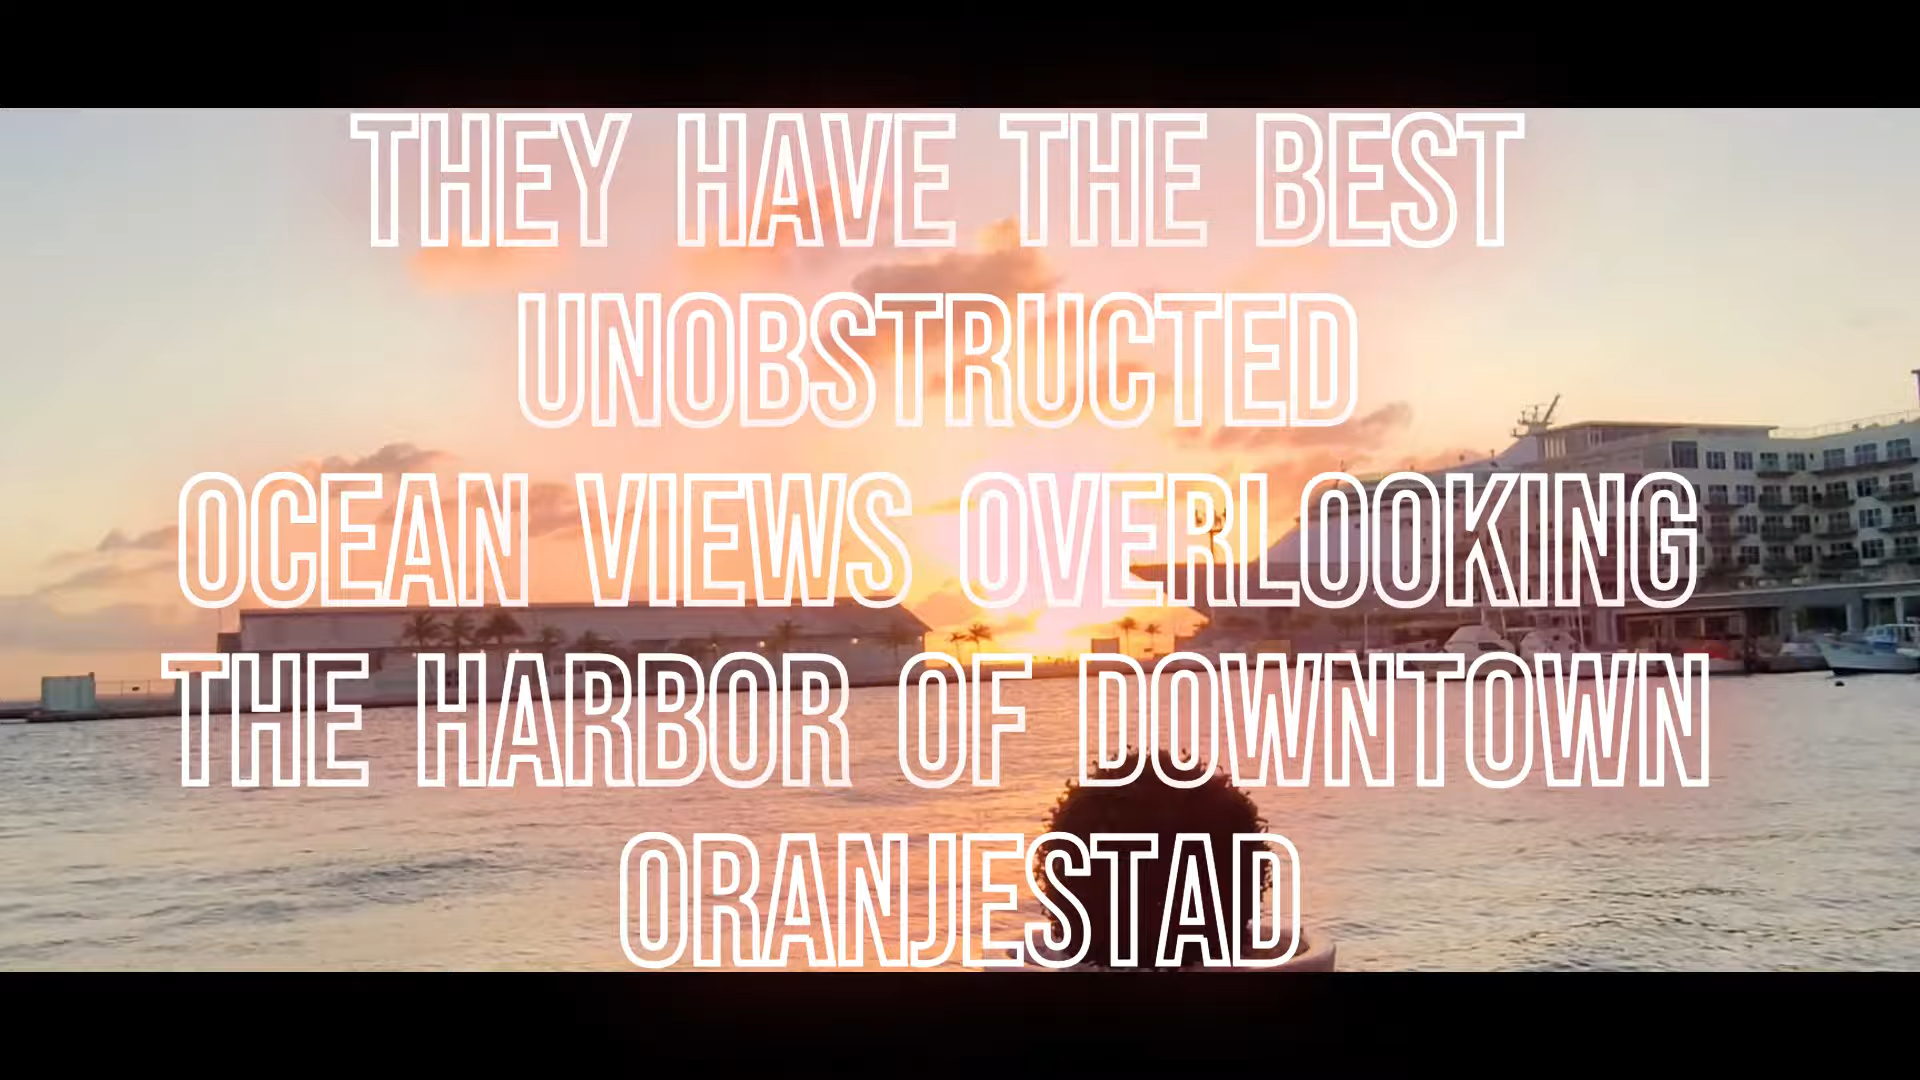 THEY HAVE THE BEST
UNOBSTRUCTED
OCEAN VIEWS OVERLOOKING
THE HARBOR OF DOWNTOWN
ORANJESTAD